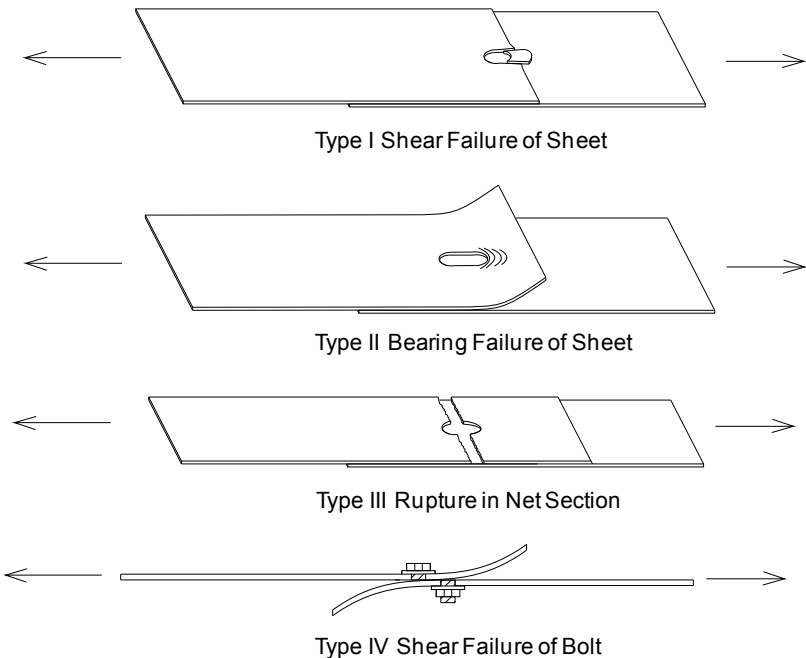 Type I Shear Failure of Sheet
Type II Bearing Failure of Sheet
Type III Rupture in Net Section
Type IV Shear Failure of Bolt